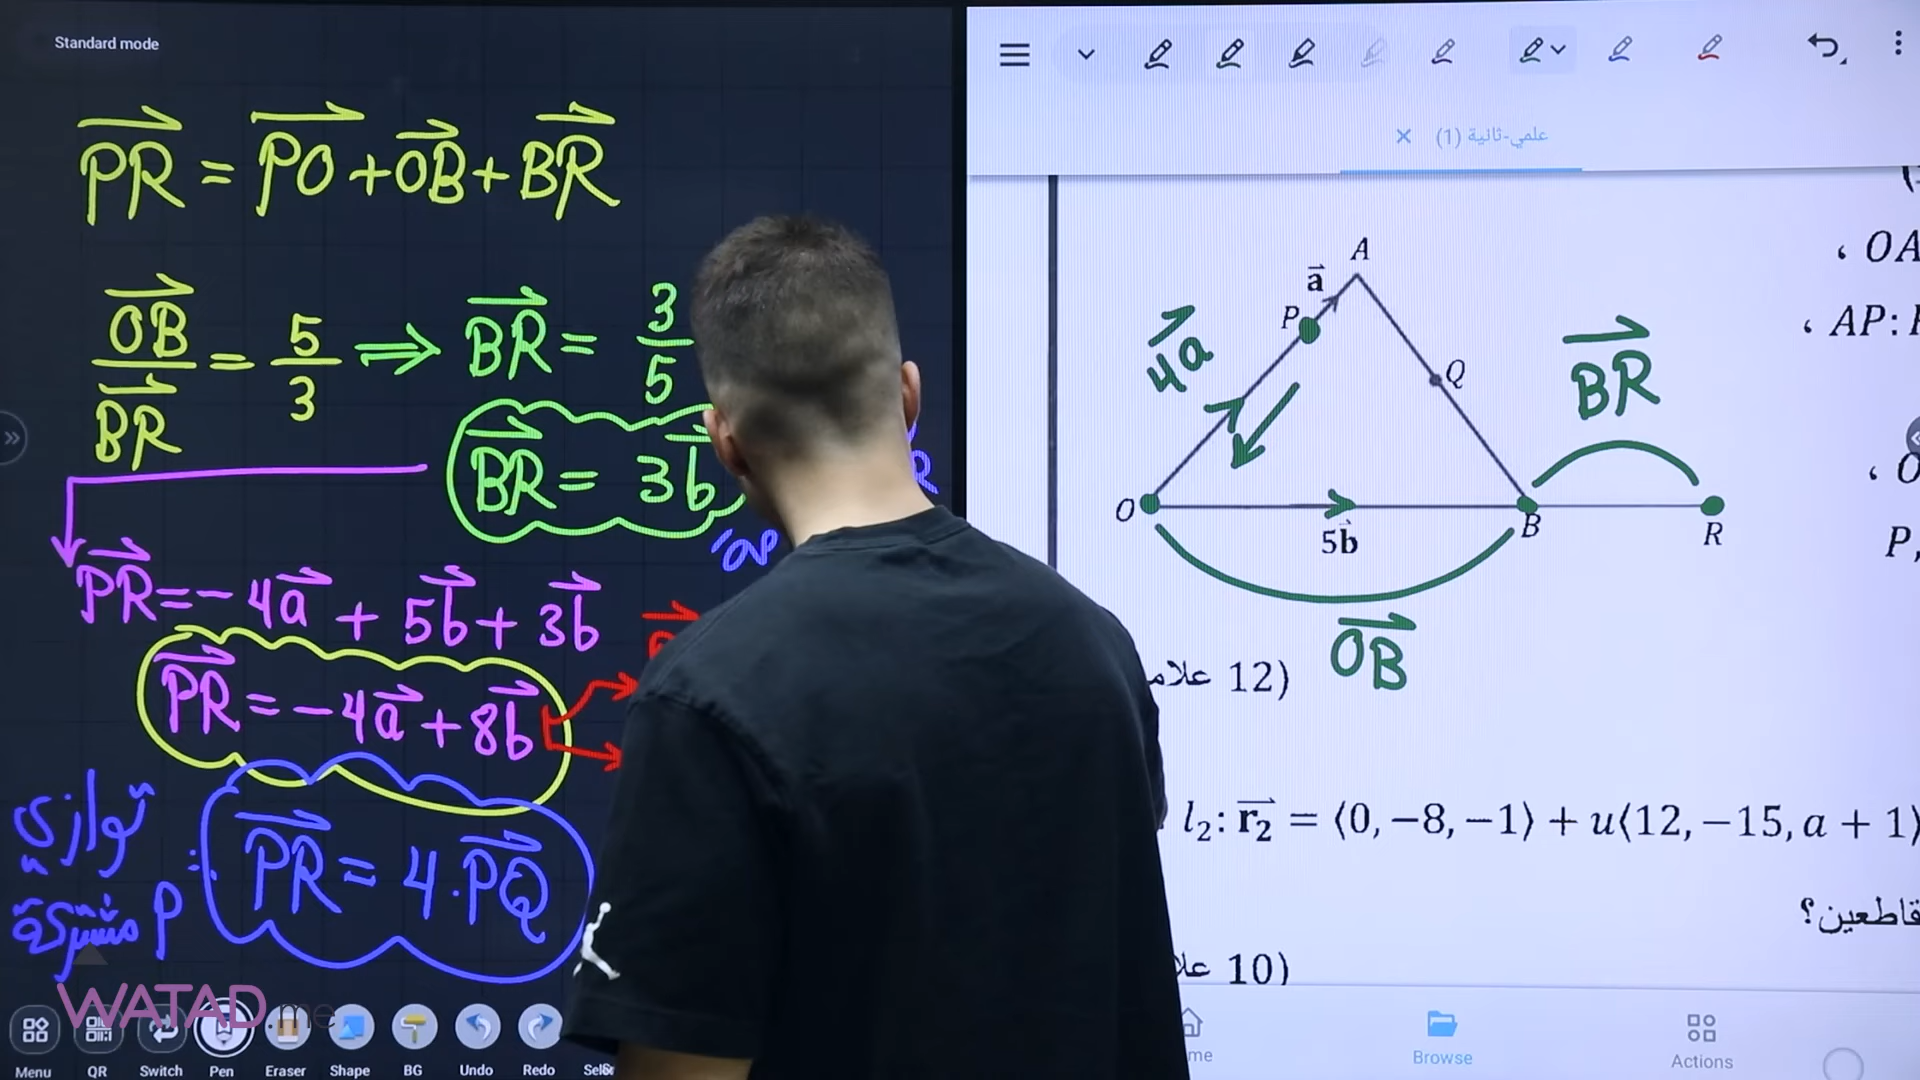 Standard mode
PR = PO + OB + BR
OB / BR = 5 / 3 ⇒ BR = 3 / 5
BR = 3b
PR = -4a + 5b + 3b
PR = -4a + 8b
PR = 4.PQ
توازي
P مشتركة
WATAD.me
Menu QR Switch Pen Eraser Shape BG Undo Redo
علمي-ثانية (1)
A
a
P
4a
Q
BR
O
5b
B
R
OB
، OA
، AP:
، O
P,
(12
l₂: r₂ = ⟨0, −8, −1⟩ + u⟨12, −15, a + 1⟩
(10
Browse
Actions